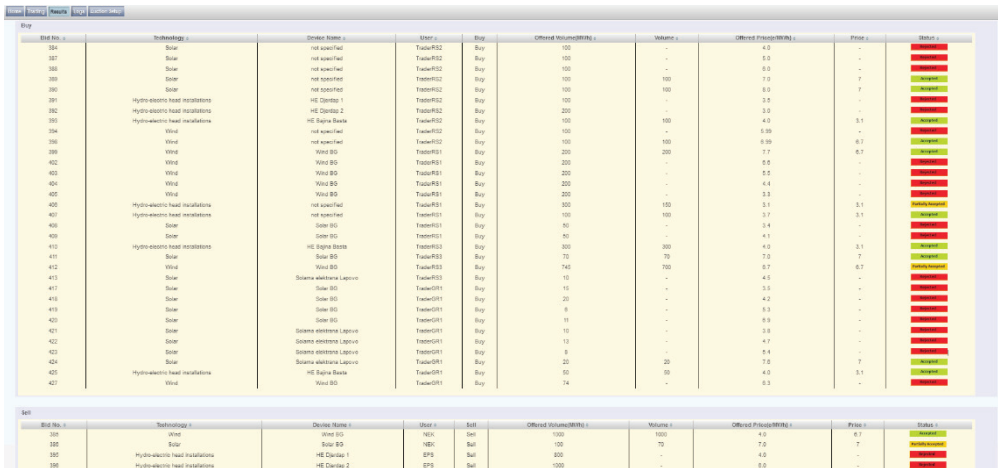 Home Trading Results Logs Auction Setup
Buy
Bid No. Technology Device Name User Buy Offered Volume(MWh) Volume Offered Price(e/MWh) Price Status
384 Solar not specified TraderRS2 Buy 100 - 4.0 - Rejected
387 Solar not specified TraderRS2 Buy 100 - 5.0 - Rejected
388 Solar not specified TraderRS2 Buy 100 - 6.0 - Rejected
389 Solar not specified TraderRS2 Buy 100 100 7.0 7 Accepted
390 Solar not specified TraderRS2 Buy 100 100 8.0 7 Accepted
391 Hydro-electric head installations HE Djerdap 1 TraderRS2 Buy 100 - 3.5 - Rejected
392 Hydro-electric head installations HE Djerdap 2 TraderRS2 Buy 200 - 3.0 - Rejected
393 Hydro-electric head installations HE Bajina Basta TraderRS2 Buy 100 100 4.0 3.1 Accepted
394 Wind not specified TraderRS2 Buy 100 - 5.99 - Rejected
398 Wind not specified TraderRS2 Buy 100 100 9.99 6.7 Accepted
399 Wind Wind BG TraderRS1 Buy 200 200 7.7 6.7 Accepted
402 Wind Wind BG TraderRS1 Buy 200 - 6.6 - Rejected
403 Wind Wind BG TraderRS1 Buy 200 - 5.5 - Rejected
404 Wind Wind BG TraderRS1 Buy 200 - 4.4 - Rejected
405 Wind Wind BG TraderRS1 Buy 200 - 3.3 - Rejected
406 Hydro-electric head installations not specified TraderRS1 Buy 300 150 3.1 3.1 Partially Accepted
407 Hydro-electric head installations not specified TraderRS1 Buy 100 100 3.7 3.1 Accepted
408 Solar Solar BG TraderRS1 Buy 50 - 3.4 - Rejected
409 Solar Solar BG TraderRS1 Buy 50 - 4.1 - Rejected
410 Hydro-electric head installations HE Bajina Basta TraderRS3 Buy 300 300 4.0 3.1 Accepted
411 Solar Solar BG TraderRS3 Buy 70 70 7.0 7 Accepted
412 Wind Wind BG TraderRS3 Buy 740 700 6.7 6.7 Partially Accepted
413 Solar Solarna elektrana Lapovo TraderRS3 Buy 10 - 4.5 - Rejected
417 Solar Solar BG TraderGR1 Buy 15 - 3.5 - Rejected
418 Solar Solar BG TraderGR1 Buy 20 - 4.2 - Rejected
419 Solar Solar BG TraderGR1 Buy - 5.3 - Rejected
420 Solar Solar BG TraderGR1 Buy 11 - 6.9 - Rejected
421 Solar Solarna elektrana Lapovo TraderGR1 Buy 10 - 3.8 - Rejected
422 Solar Solarna elektrana Lapovo TraderGR1 Buy 13 - 4.7 - Rejected
423 Solar Solarna elektrana Lapovo TraderGR1 Buy - 5.4 - Rejected
424 Solar Solarna elektrana Lapovo TraderGR1 Buy 20 20 7.8 7 Accepted
425 Hydro-electric head installations HE Bajina Basta TraderGR1 Buy 50 50 4.0 3.1 Accepted
427 Wind Wind BG TraderGR1 Buy 74 - 6.3 - Rejected
Sell
Bid No. Technology Device Name User Sell Offered Volume(MWh) Volume Offered Price(e/MWh) Price Status
Wind Wind BG NEK Sell 1000 1000 4.0 6.7 Accepted
Solar Solar BG NEK Sell 100 70 7.0 7 Partially Accepted
395 Hydro-electric head installations HE Djerdap 1 EPS Sell 800 - 4.0 - Rejected
396 Hydro-electric head installations HE Djerdap 2 EPS Sell 1000 - 8.0 - Rejected